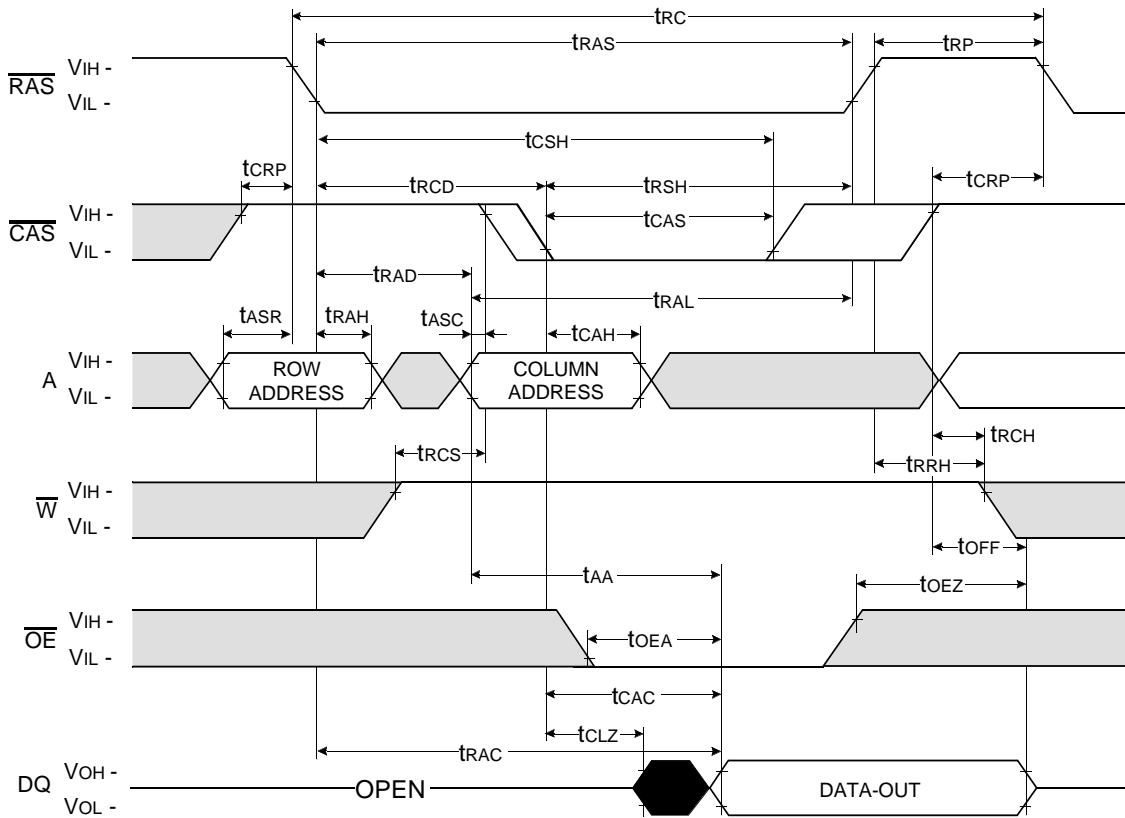 tRC
tRAS
tRP
RAS
VIH -
VIL -
tCSH
tCRP
tRCD
tRSH
tCRP
CAS
VIH -
VIL -
tCAS
tRAD
tRAL
tASR
tRAH
tASC
tCAH
A
VIH -
VIL -
ROW
ADDRESS
COLUMN
ADDRESS
tRCS
tRCH
tRRH
W
VIH -
VIL -
tOFF
tAA
tOEZ
OE
VIH -
VIL -
tOEA
tCAC
tCLZ
tRAC
DQ
VOH -
VOL -
OPEN
DATA-OUT